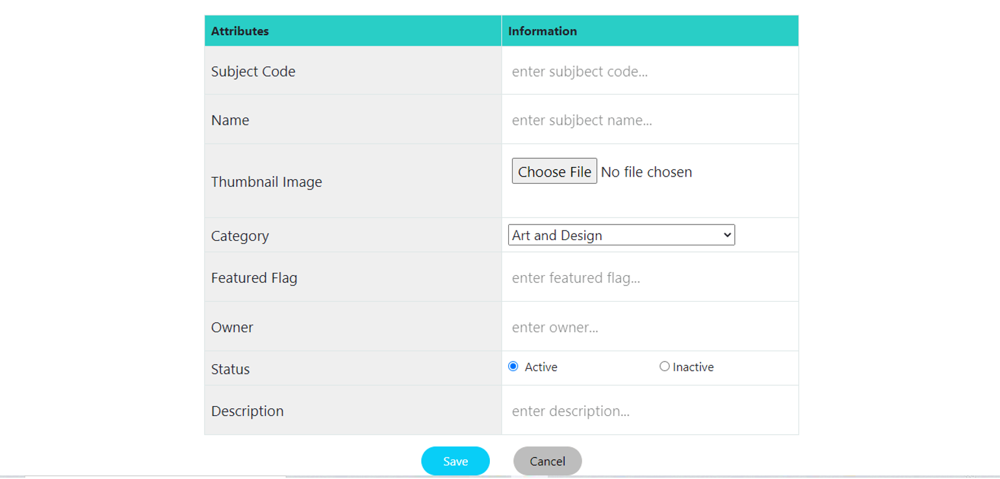 Attributes Information
Subject Code enter subjbect code...
Name enter subjbect name...
Thumbnail Image Choose File No file chosen
Category Art and Design
Featured Flag enter featured flag...
Owner enter owner...
Status Active Inactive
Description enter description...
Save Cancel